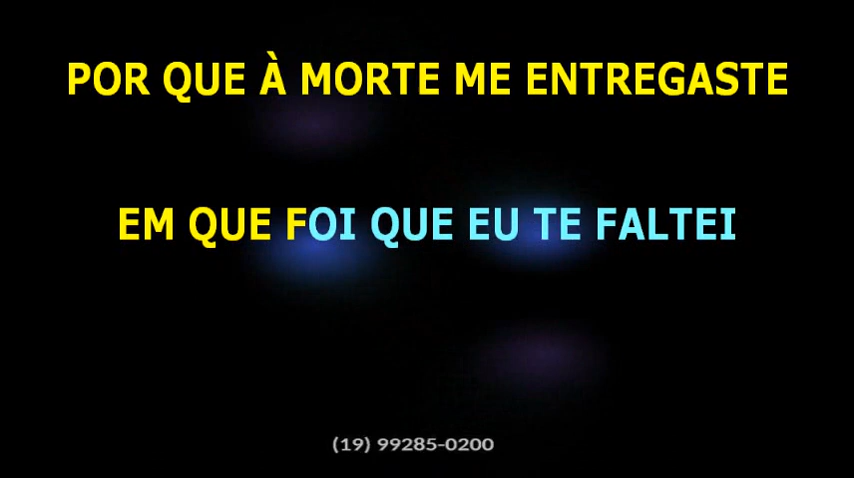 POR QUE À MORTE ME ENTREGASTE
EM QUE FOI QUE EU TE FALTEI
(19) 99285-0200